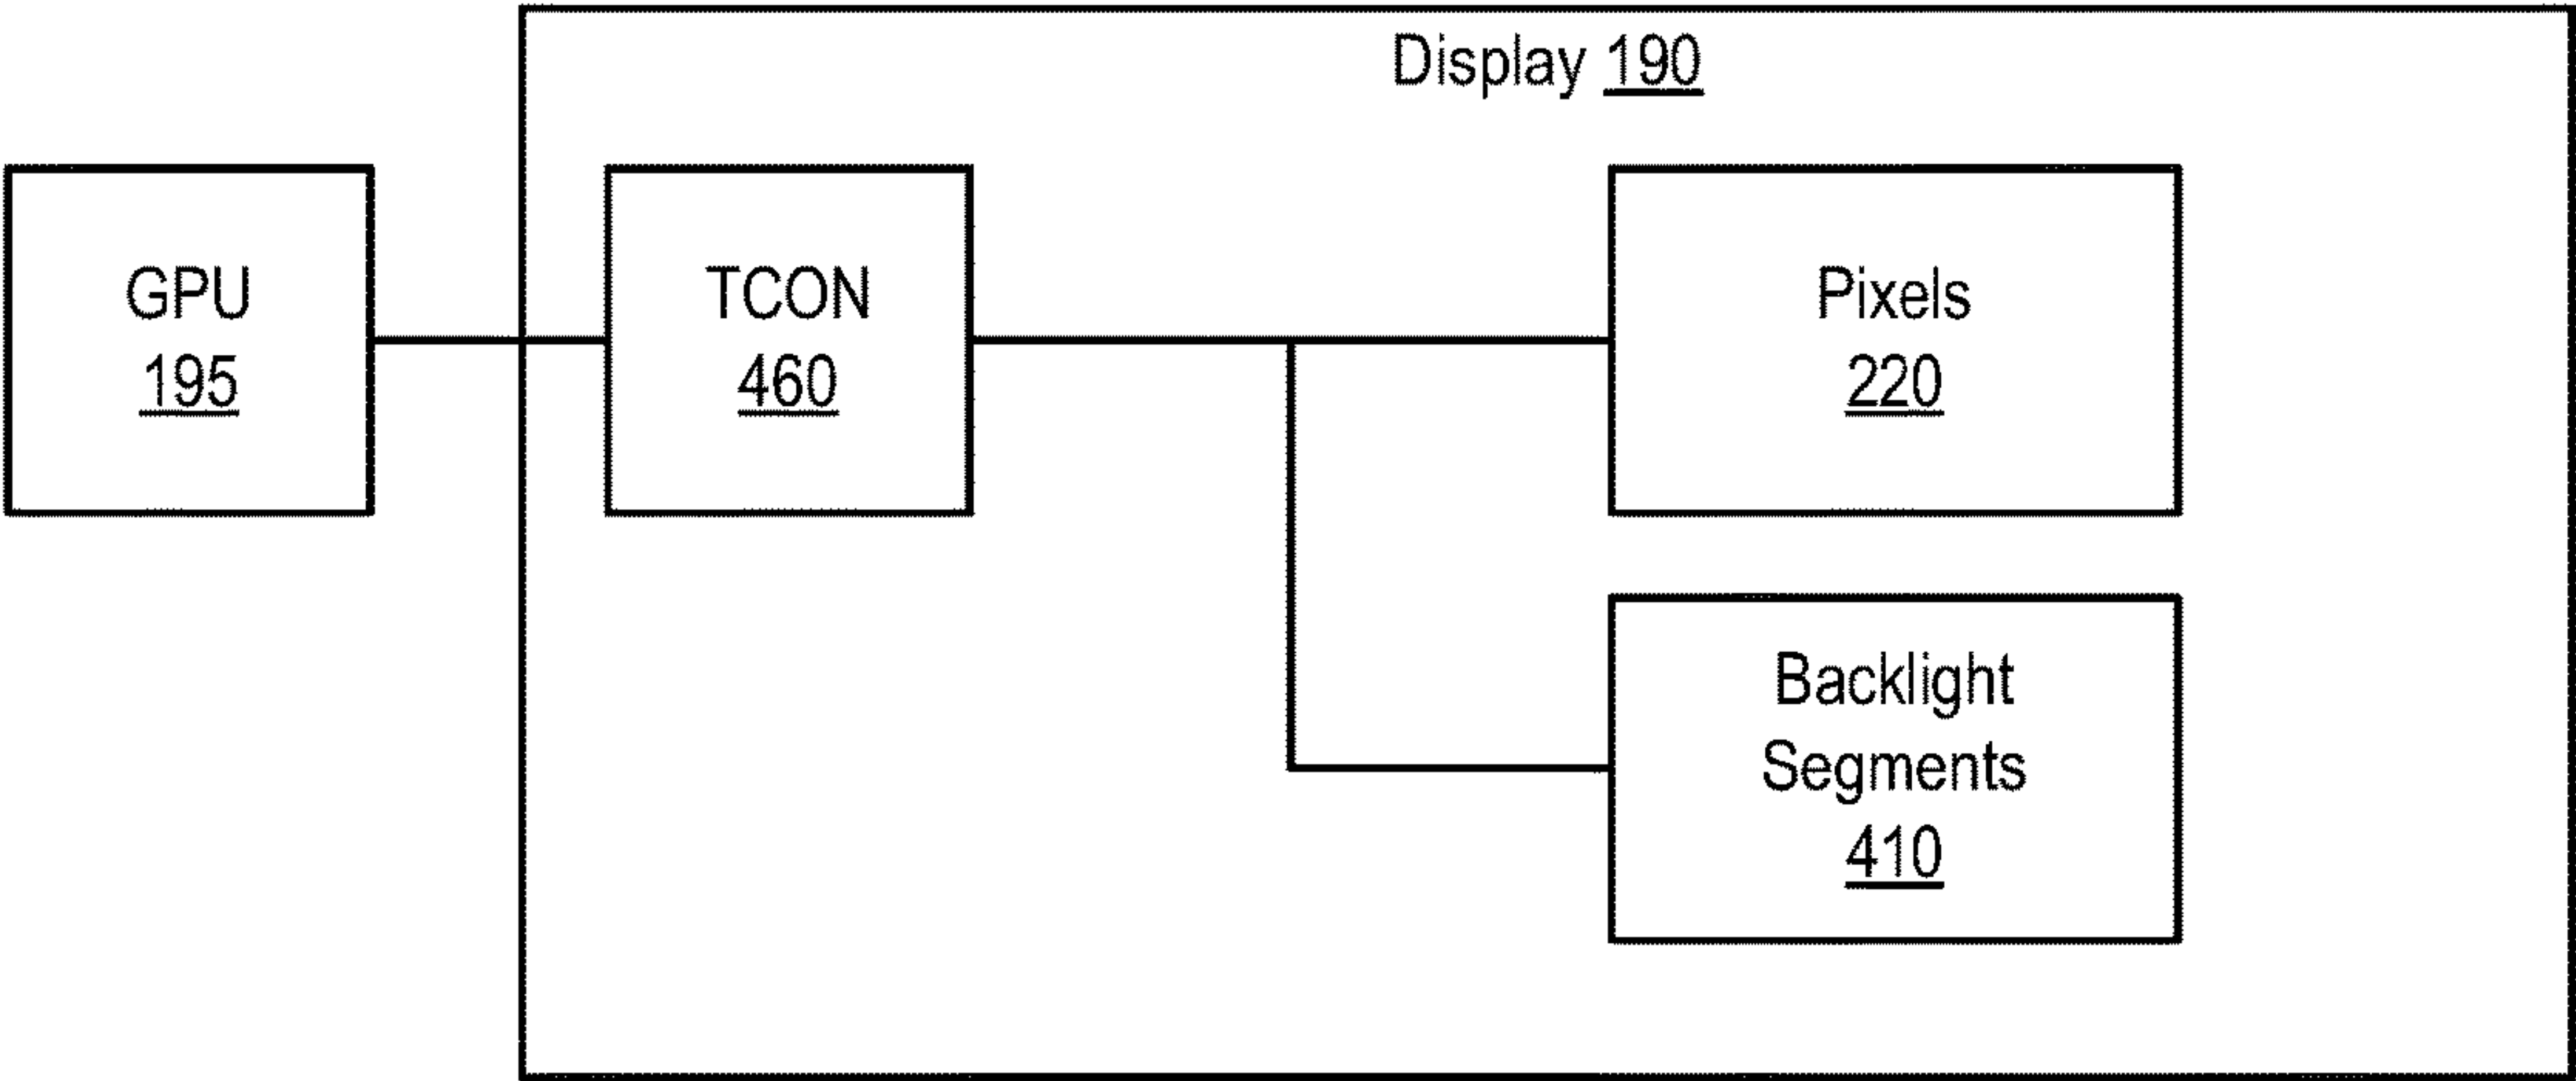 Display 190
GPU
195
TCON
460
Pixels
220
Backlight
Segments
410